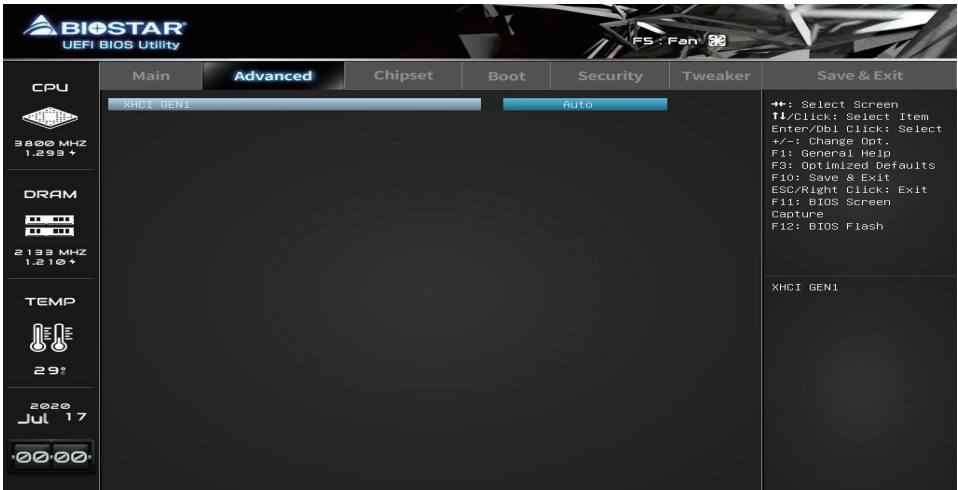 BIOSTAR®
UEFI BIOS Utility
F5 : Fan
CPU
3800 MHZ
1.293
DRAM
2133 MHZ
1.210
TEMP
29
2020
Jul 17
00:00
Main Advanced Chipset Boot Security Tweaker Save & Exit
XHCI GEN1 Auto
→←: Select Screen
↑↓/Click: Select Item
Enter/Dbl Click: Select
+/-: Change Opt.
F1: General Help
F3: Optimized Defaults
F10: Save & Exit
ESC/Right Click: Exit
F11: BIOS Screen
Capture
F12: BIOS Flash
XHCI GEN1